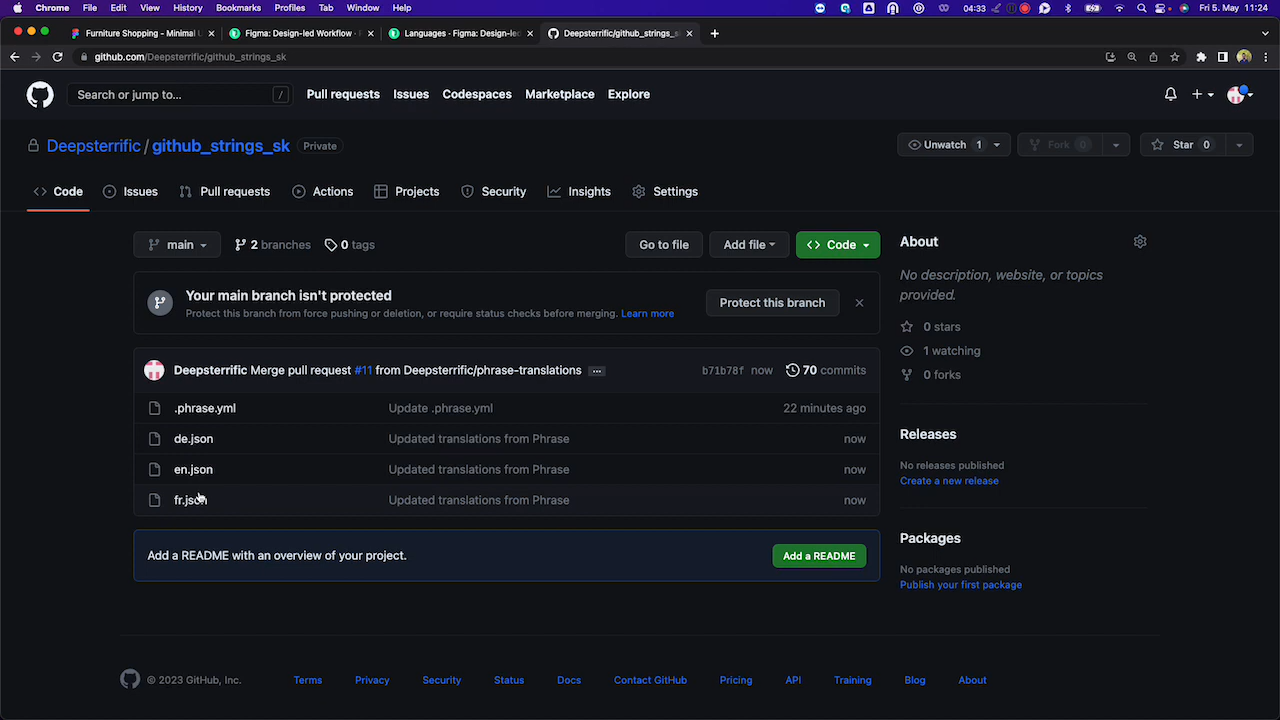 Chrome File Edit View History Bookmarks Profiles Tab Window Help 04:33 Fri 5. May 11:24
Furniture Shopping - Minimal Figma: Design-led Workflow - Languages - Figma: Design-led Deepsterrific/github_strings_sk
github.com/Deepsterrific/github_strings_sk
Search or jump to... / Pull requests Issues Codespaces Marketplace Explore
Deepsterrific / github_strings_sk Private Unwatch 1 Fork 0 Star 0
Code Issues Pull requests Actions Projects Security Insights Settings
main 2 branches 0 tags Go to file Add file Code
Your main branch isn't protected
Protect this branch from force pushing or deletion, or require status checks before merging. Learn more
Protect this branch
Deepsterrific Merge pull request #11 from Deepsterrific/phrase-translations ... b71b78f now 70 commits
.phrase.yml Update .phrase.yml 22 minutes ago
de.json Updated translations from Phrase now
en.json Updated translations from Phrase now
fr.json Updated translations from Phrase now
Add a README with an overview of your project. Add a README
About
No description, website, or topics
provided.
0 stars
1 watching
0 forks
Releases
No releases published
Create a new release
Packages
No packages published
Publish your first package
© 2023 GitHub, Inc. Terms Privacy Security Status Docs Contact GitHub Pricing API Training Blog About